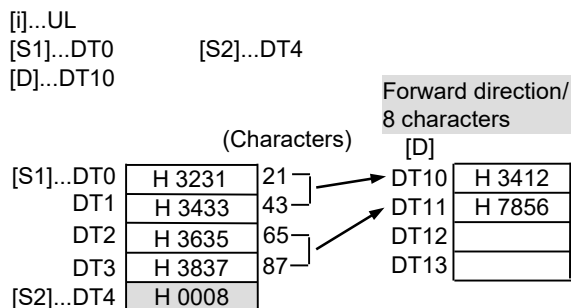 [i]...UL
[S1]...DT0 [S2]...DT4
[D]...DT10
Forward direction/
8 characters
(Characters) [D]
[S1]...DT0 H 3231 21 DT10 H 3412
DT1 H 3433 43 DT11 H 7856
DT2 H 3635 65 DT12
DT3 H 3837 87 DT13
[S2]...DT4 H 0008